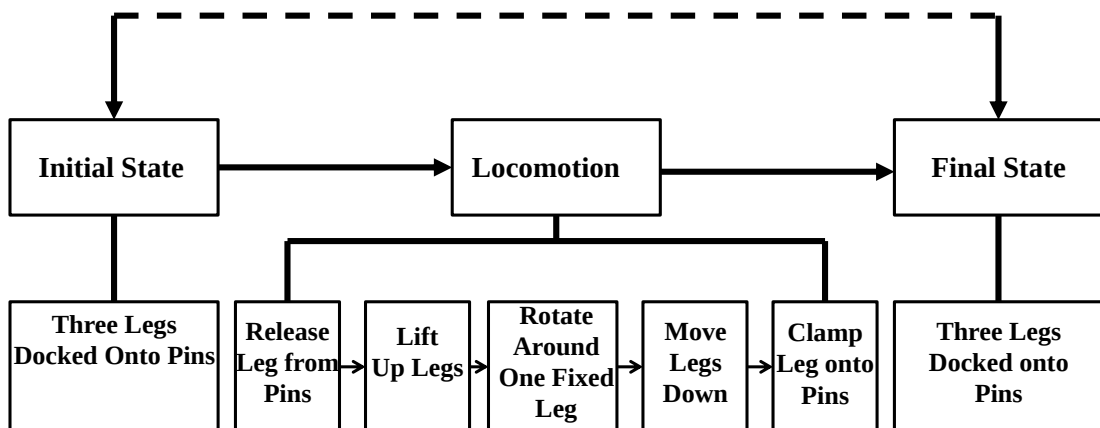 Initial State
Locomotion
Final State
Three Legs
Docked Onto Pins
Release
Leg from
Pins
Lift
Up Legs
Rotate
Around
One Fixed
Leg
Move
Legs
Down
Clamp
Leg onto
Pins
Three Legs
Docked onto
Pins